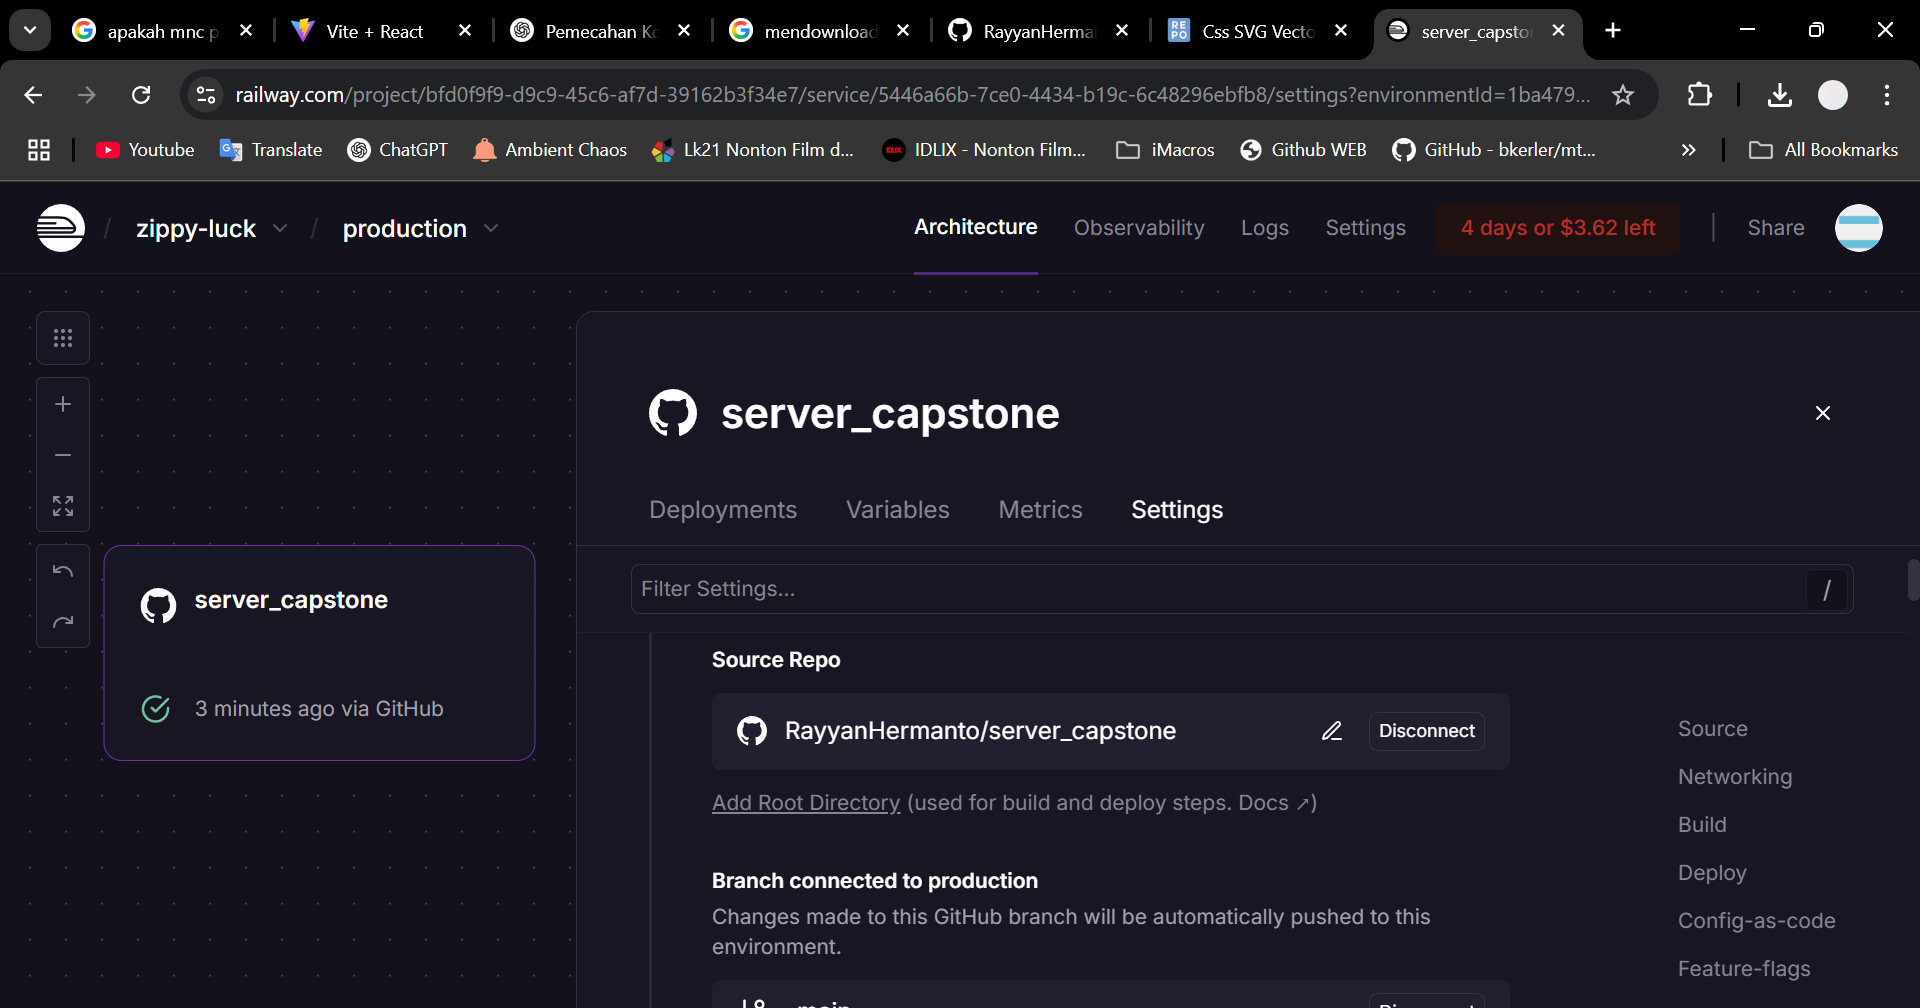 apakah mnc p
Vite + React
Pemecahan Ko
mendownload
RayyanHerma
Css SVG Vecto
server_capsto
railway.com/project/bfd0f9f9-d9c9-45c6-af7d-39162b3f34e7/service/5446a66b-7ce0-4434-b19c-6c48296ebfb8/settings?environmentId=1ba479...
Youtube
Translate
ChatGPT
Ambient Chaos
Lk21 Nonton Film d...
IDLIX - Nonton Film...
iMacros
Github WEB
GitHub - bkerler/mt...
All Bookmarks
/ zippy-luck / production
Architecture
Observability
Logs
Settings
4 days or $3.62 left
Share
server_capstone
3 minutes ago via GitHub
server_capstone
Deployments
Variables
Metrics
Settings
Filter Settings...
/
Source Repo
RayyanHermanto/server_capstone
Disconnect
Add Root Directory (used for build and deploy steps. Docs ↗)
Branch connected to production
Changes made to this GitHub branch will be automatically pushed to this
environment.
main
Disconnect
Source
Networking
Build
Deploy
Config-as-code
Feature-flags